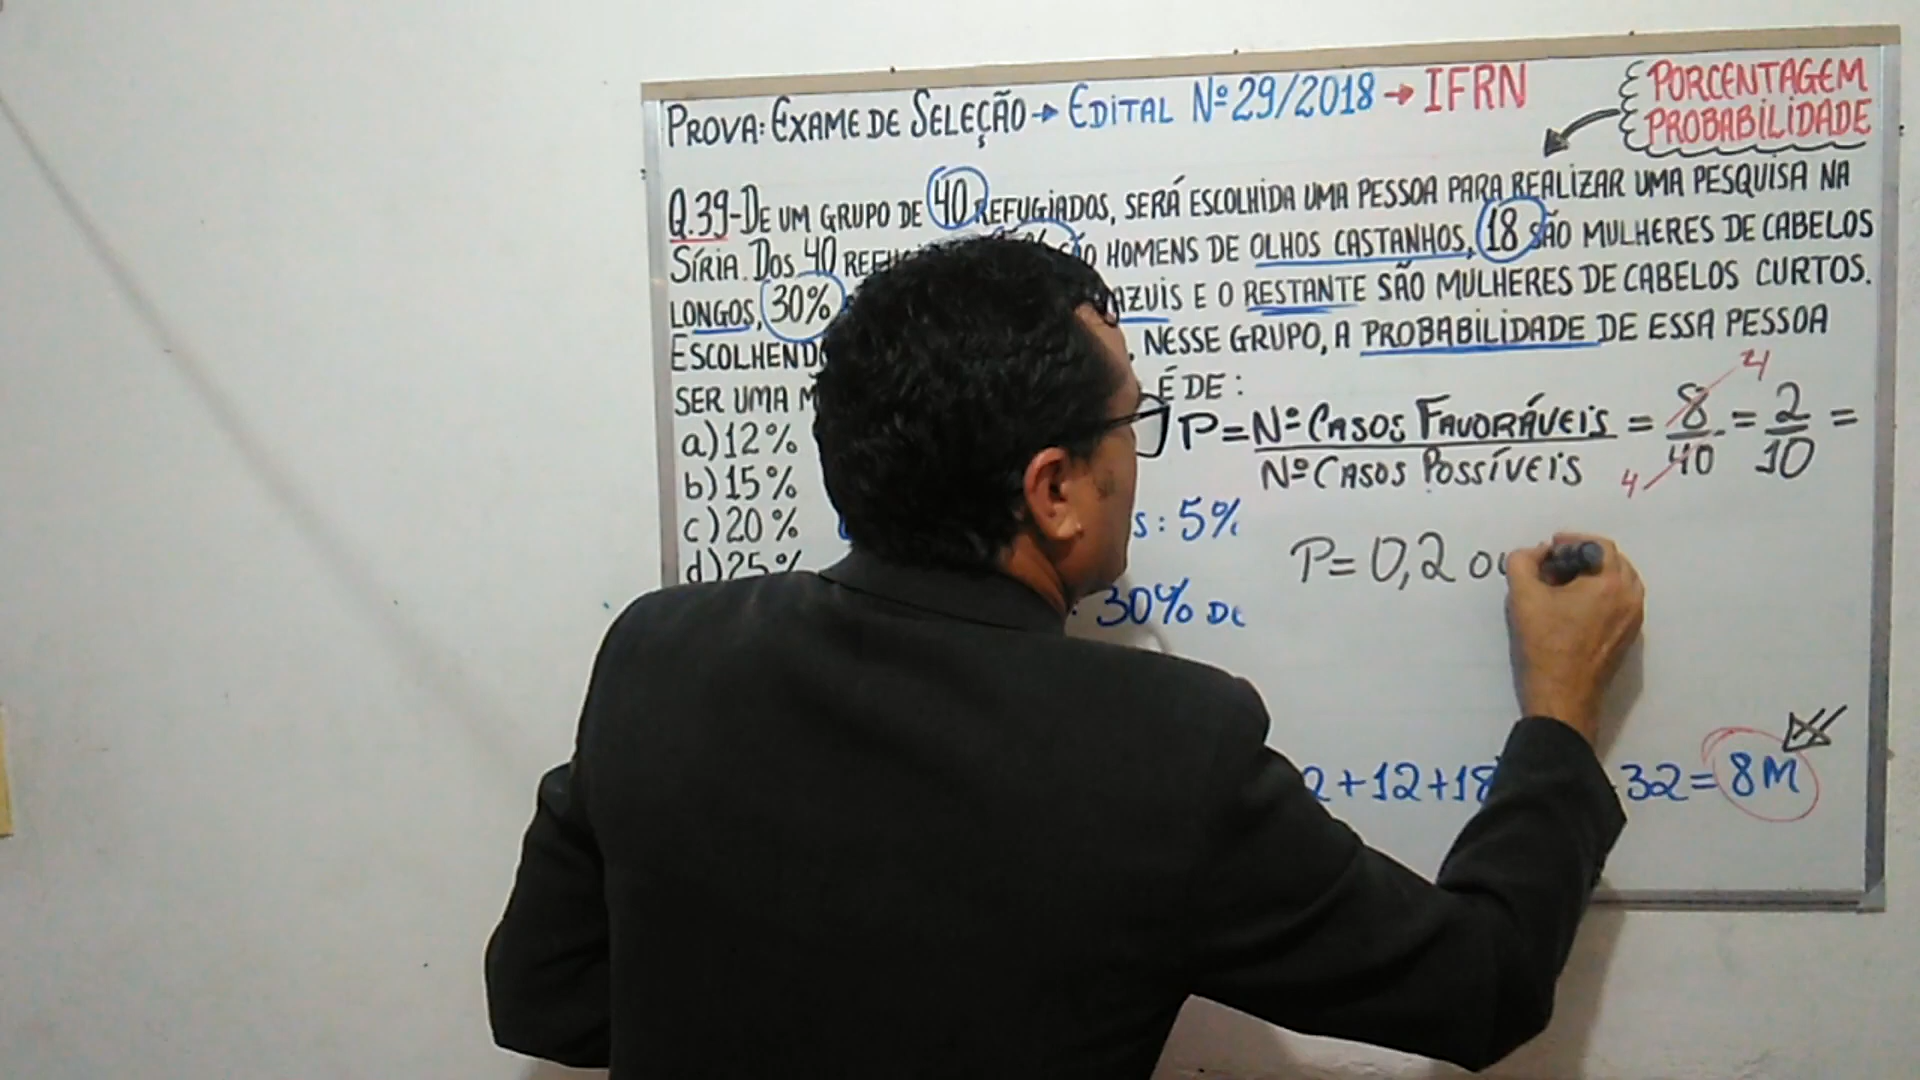 PROVA: EXAME DE SELEÇÃO → EDITAL Nº 29/2018 → IFRN
PORCENTAGEM
PROBABILIDADE
Q.39-DE UM GRUPO DE 40 REFUGIADOS, SERÁ ESCOLHIDA UMA PESSOA PARA REALIZAR UMA PESQUISA NA
SÍRIA. DOS 40 HOMENS DE OLHOS CASTANHOS, 18 SÃO MULHERES DE CABELOS
LONGOS, 30% AZUIS E O RESTANTE SÃO MULHERES DE CABELOS CURTOS.
NESSE GRUPO, A PROBABILIDADE DE ESSA PESSOA
SER UMA É DE:
a) 12%
b) 15%
c) 20%
d) 25%
P = Nº CASOS FAVORÁVEIS / Nº CASOS POSSÍVEIS = 8/40 = 2/10 =
4
4
S: 5%
P = 0,2
30% DE
2+12+18
32 = 8M